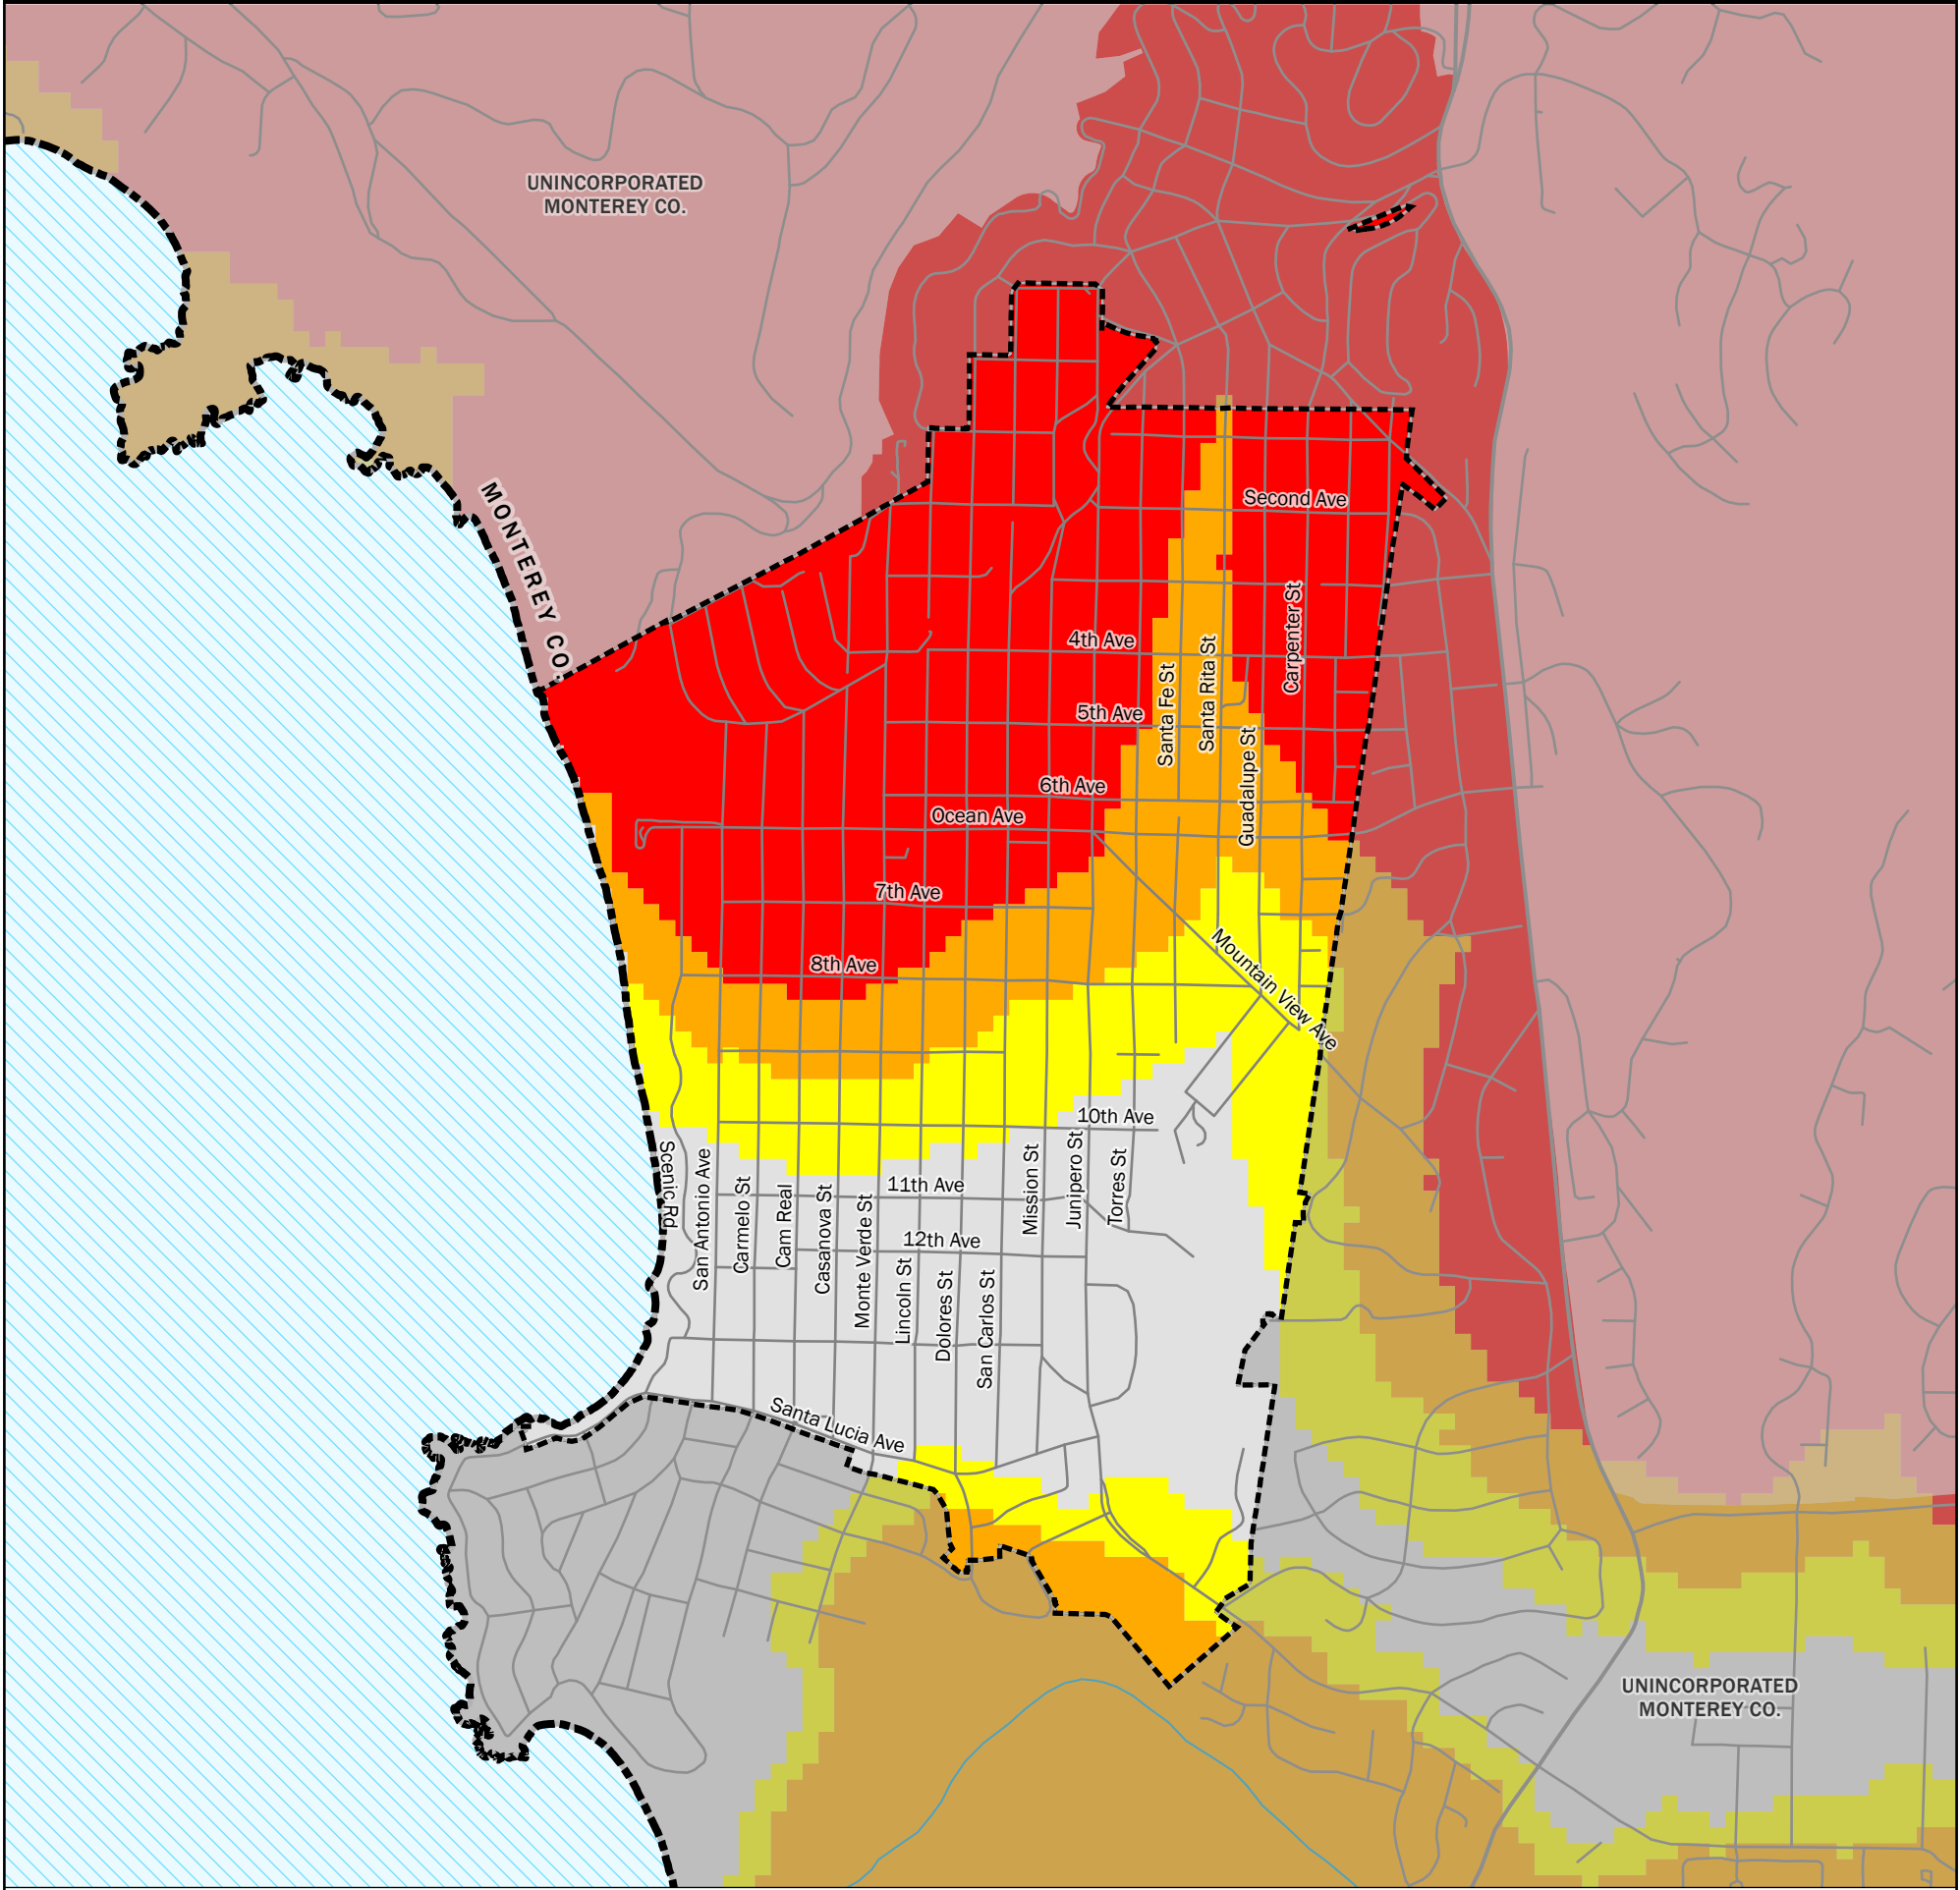 UNINCORPORATED
MONTEREY CO.
MONTEREY CO.
Second Ave
Carpenter St
4th Ave
Santa Rita St
Santa Fe St
5th Ave
Guadalupe St
6th Ave
Ocean Ave
7th Ave
Mountain View Ave
8th Ave
10th Ave
Scenic Rd
San Antonio Ave
Carmelo St
Cam Real
Casanova St
Monte Verde St
11th Ave
Mission St
Junipero St
Torres St
12th Ave
Lincoln St
Dolores St
San Carlos St
Santa Lucia Ave
UNINCORPORATED
MONTEREY CO.